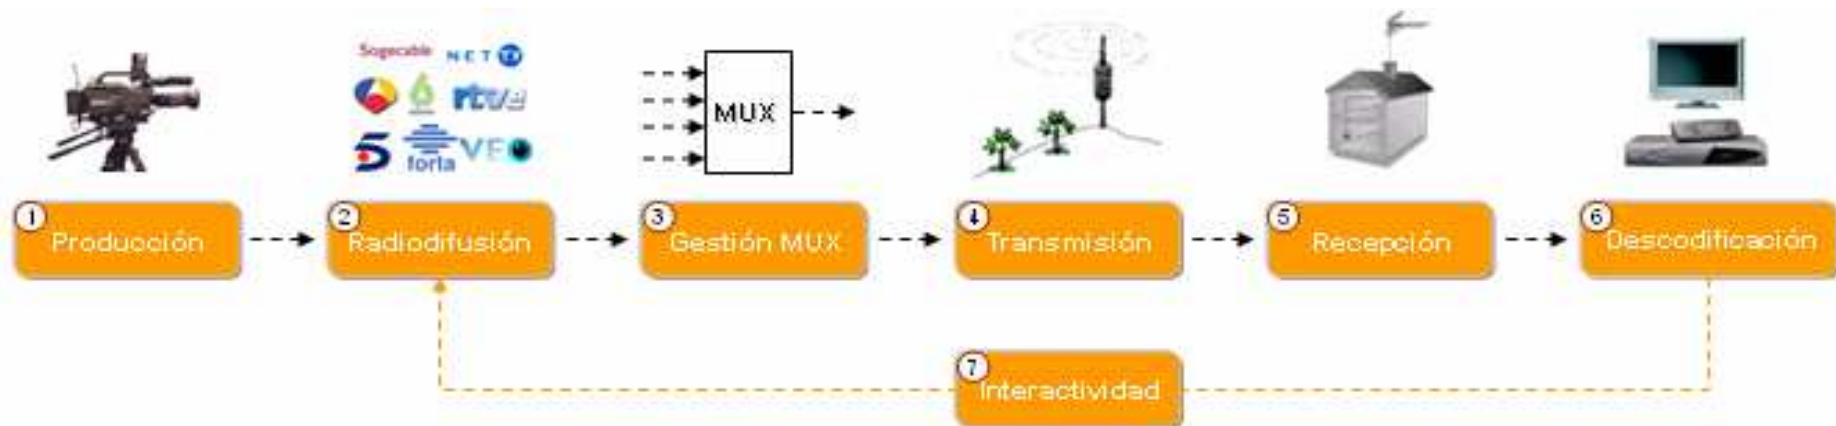 Sogecable
NET TV
6
rtve
5
forta
VEO
MUX
1
Producción
2
Radiodifusión
3
Gestión MUX
4
Transmisión
5
Recepción
6
Descodificación
7
Interactividad